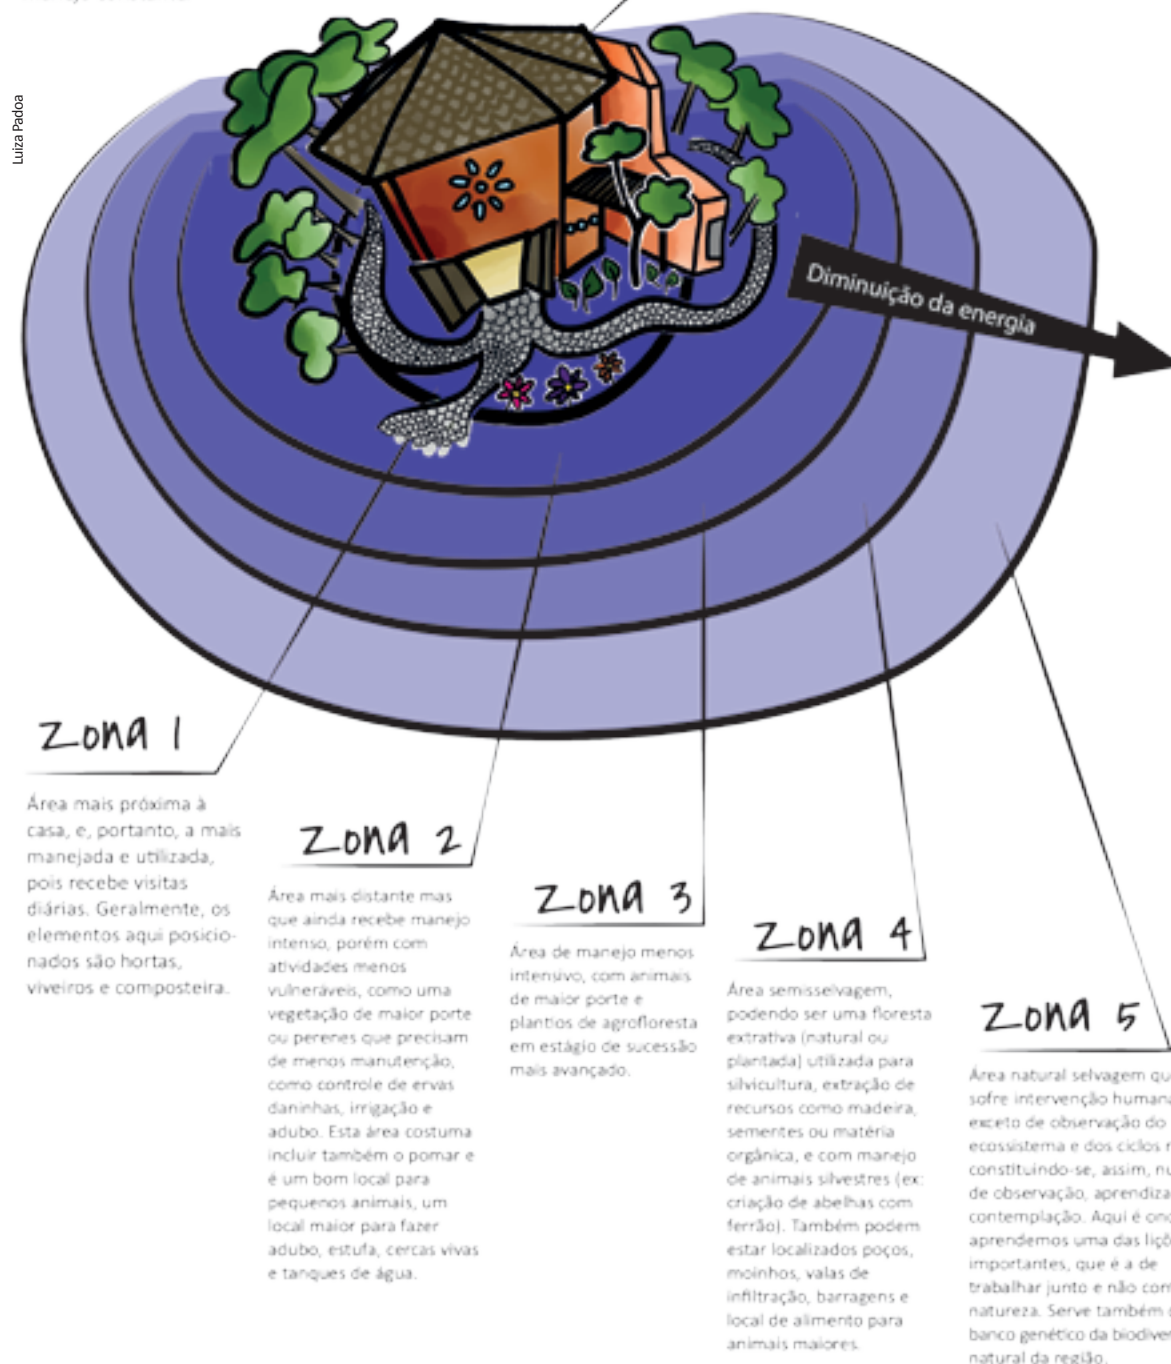 Luiza Padoa
Diminuição da energia
Zona 1
Área mais próxima à
casa, e, portanto, a mais
manejada e utilizada,
pois recebe visitas
diárias. Geralmente, os
elementos aqui posicio-
nados são hortas,
viveiros e composteira.
Zona 2
Área mais distante mas
que ainda recebe manejo
intenso, porém com
atividades menos
vulneráveis, como uma
vegetação de maior porte
ou perenes que precisam
de menos manutenção,
como controle de ervas
daninhas, irrigação e
adubo. Esta área costuma
incluir também o pomar e
é um bom local para
pequenos animais, um
local maior para fazer
adubo, estufa, cercas vivas
e tanques de água.
Zona 3
Área de manejo menos
intensivo, com animais
de maior porte e
plantios de agrofloresta
em estágio de sucessão
mais avançado.
Zona 4
Área semisselvagem,
podendo ser uma floresta
extrativa (natural ou
plantada) utilizada para
silvicultura, extração de
recursos como madeira,
sementes ou matéria
orgânica, e com manejo
de animais silvestres (ex:
criação de abelhas com
ferrão). Também podem
estar localizados poços,
moinhos, valas de
infiltração, barragens e
local de alimento para
animais maiores.
Zona 5
Área natural selvagem
sofre intervenção
exceto de observação do
ecossistema e dos ciclos
constituindo-se, assim,
de observação,
contemplação. Aqui é
aprendemos uma das
importantes, que é a de
trabalhar junto e não
natureza. Serve também
banco genético da
natural da região.